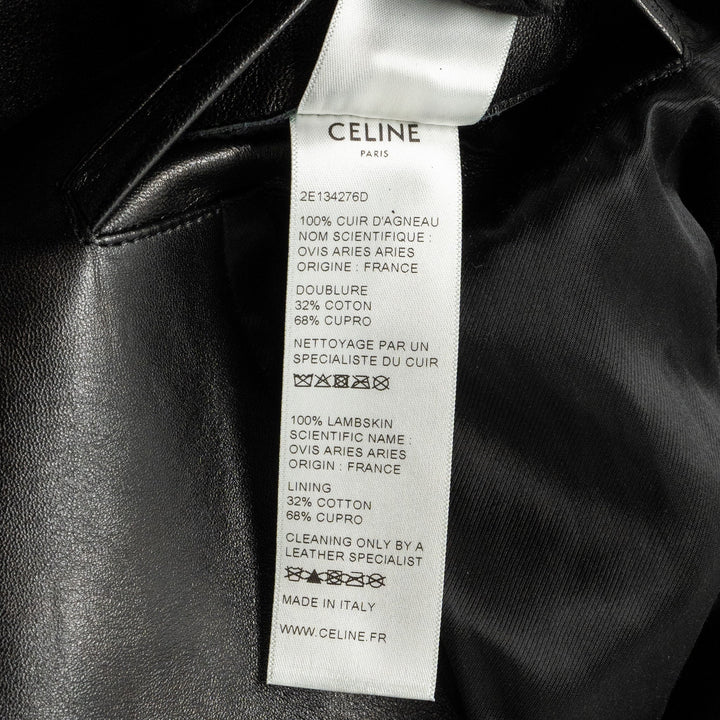 CELINE
PARIS
2E134276D
100% CUIR D'AGNEAU
NOM SCIENTIFIQUE :
OVIS ARIES ARIES
ORIGINE : FRANCE
DOUBLURE
32% COTON
68% CUPRO
NETTOYAGE PAR UN
SPECIALISTE DU CUIR
100% LAMBSKIN
SCIENTIFIC NAME :
OVIS ARIES ARIES
ORIGIN : FRANCE
LINING
32% COTTON
68% CUPRO
CLEANING ONLY BY A
LEATHER SPECIALIST
MADE IN ITALY
WWW.CELINE.FR